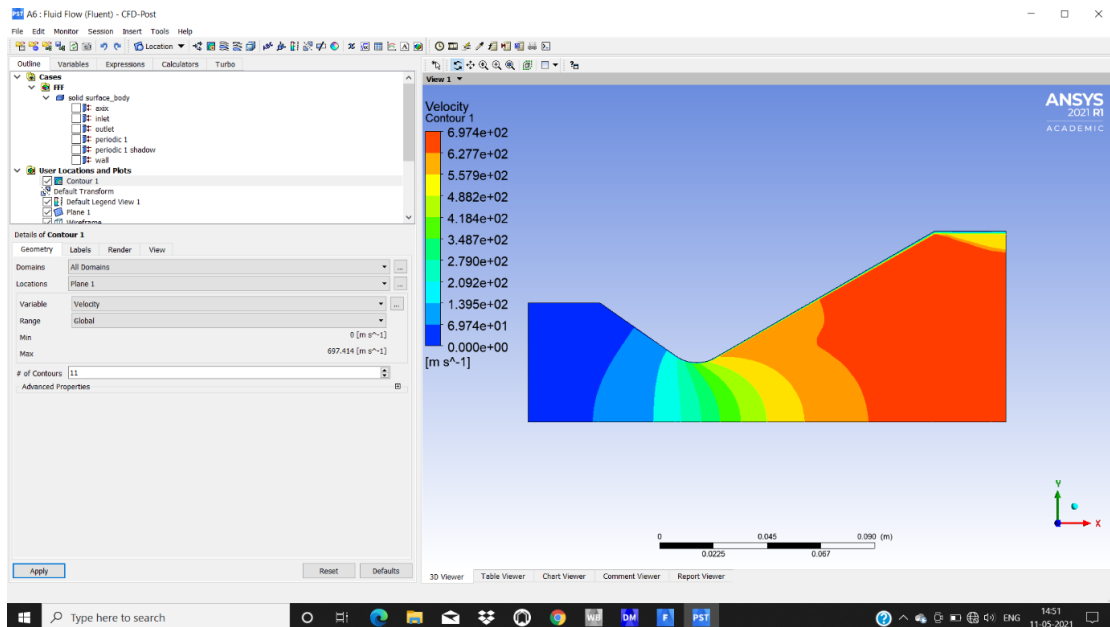 A6 : Fluid Flow (Fluent) - CFD-Post
File Edit Monitor Session Insert Tools Help
Location
Outline Variables Expressions Calculators Turbo
Cases
FFF
solid surface_body
axix
inlet
outlet
periodic 1
periodic 1 shadow
wall
User Locations and Plots
Contour 1
Default Transform
Default Legend View 1
Plane 1
Wireframe
Details of Contour 1
Geometry Labels Render View
Domains All Domains ...
Locations Plane 1 ...
Variable Velocity ...
Range Global
Min 0 [m s^-1]
Max 697.414 [m s^-1]
# of Contours 11
Advanced Properties
Apply Reset Defaults
View 1
Velocity
Contour 1
6.974e+02
6.277e+02
5.579e+02
4.882e+02
4.184e+02
3.487e+02
2.790e+02
2.092e+02
1.395e+02
6.974e+01
0.000e+00
[m s^-1]
ANSYS
2021 R1
ACADEMIC
Y
X
0 0.045 0.090 (m)
0.0225 0.067
3D Viewer Table Viewer Chart Viewer Comment Viewer Report Viewer
Type here to search
WB DM F PST
ENG
14:51
11-05-2021